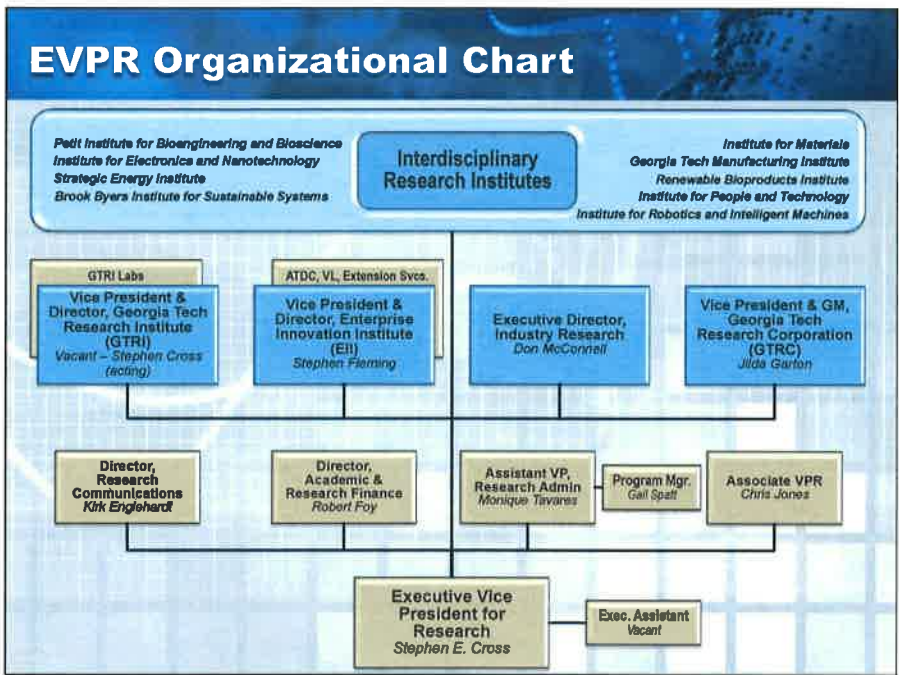 EVPR Organizational Chart
Petit Institute for Bioengineering and Bioscience
Institute for Electronics and Nanotechnology
Strategic Energy Institute
Brook Byers Institute for Sustainable Systems
Interdisciplinary
Research Institutes
Institute for Materials
Georgia Tech Manufacturing Institute
Renewable Bioproducts Institute
Institute for People and Technology
Institute for Robotics and Intelligent Machines
GTRI Labs
Vice President &
Director, Georgia Tech
Research Institute
(GTRI)
Vacant – Stephen Cross
(acting)
ATDC, VL, Extension Svcs.
Vice President &
Director, Enterprise
Innovation Institute
(EII)
Stephen Fleming
Executive Director,
Industry Research
Don McConnell
Vice President & GM,
Georgia Tech
Research Corporation
(GTRC)
Jilda Garton
Director,
Research
Communications
Kirk Englehardt
Director,
Academic &
Research Finance
Robert Foy
Assistant VP,
Research Admin
Monique Tavares
Program Mgr.
Gail Spatt
Associate VPR
Chris Jones
Executive Vice
President for
Research
Stephen E. Cross
Exec. Assistant
Vacant